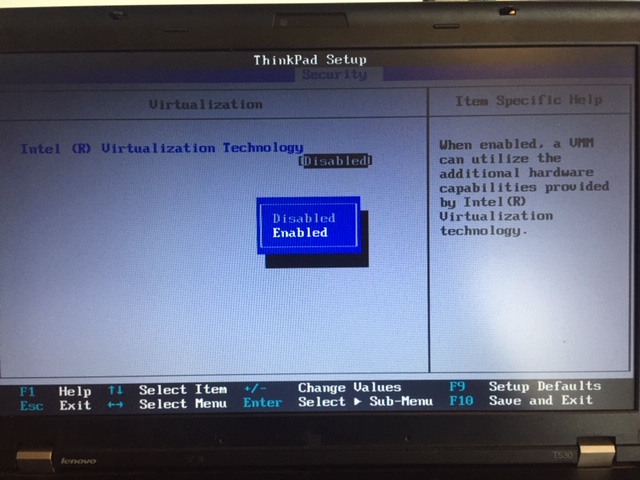 ThinkPad Setup
Security
Virtualization
Item Specific Help
Intel (R) Virtualization Technology
[Disabled]
Disabled
Enabled
When enabled, a VMM
can utilize the
additional hardware
capabilities provided
by Intel(R)
Virtualization
technology.
F1 Help ↑↓ Select Item +/- Change Values F9 Setup Defaults
Esc Exit ←→ Select Menu Enter Select ▶ Sub-Menu F10 Save and Exit
lenovo
T530